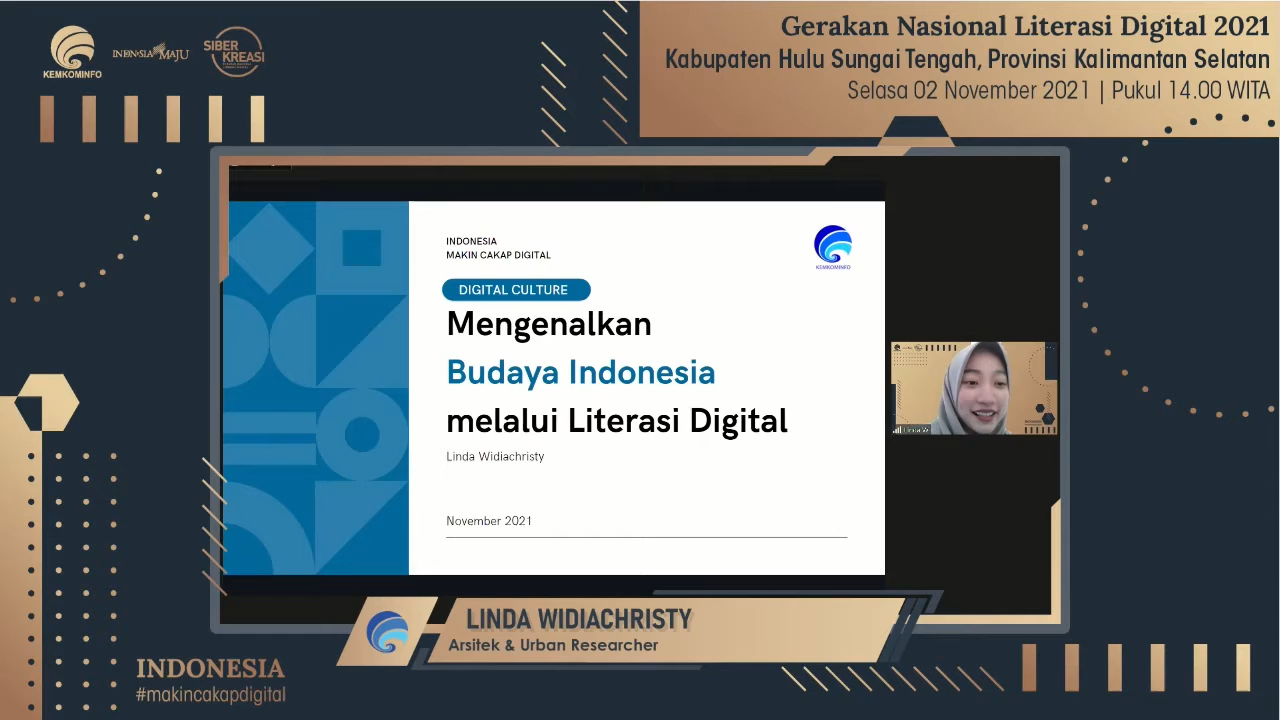 KEMKOMINFO
INDONESIA MAJU
SIBER
KREASI
Gerakan Nasional Literasi Digital 2021
Kabupaten Hulu Sungai Tengah, Provinsi Kalimantan Selatan
Selasa 02 November 2021 | Pukul 14.00 WITA
INDONESIA
MAKIN CAKAP DIGITAL
KEMKOMINFO
DIGITAL CULTURE
Mengenalkan
Budaya Indonesia
melalui Literasi Digital
Linda Widiachristy
November 2021
Linda W
LINDA WIDIACHRISTY
Arsitek & Urban Researcher
INDONESIA
#makincakapdigital